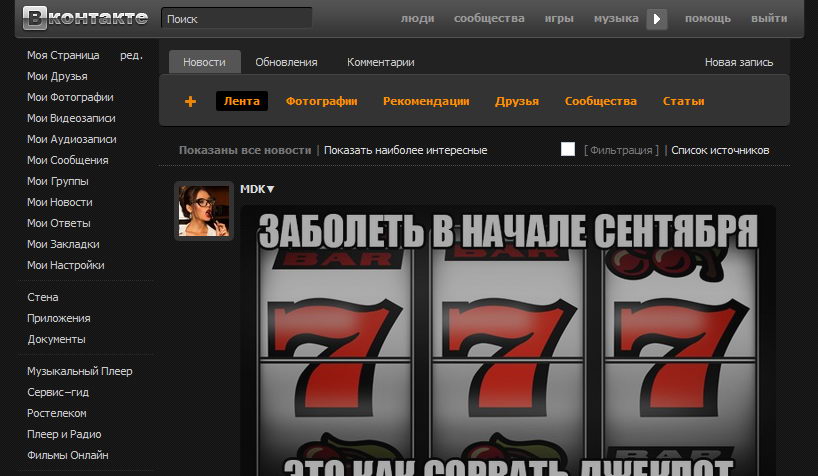 Вконтакте
Поиск
люди сообщества игры музыка помощь выйти
Моя Страница ред.
Мои Друзья
Мои Фотографии
Мои Видеозаписи
Мои Аудиозаписи
Мои Сообщения
Мои Группы
Мои Новости
Мои Ответы
Мои Закладки
Мои Настройки
Стена
Приложения
Документы
Музыкальный Плеер
Сервис-гид
Ростелеком
Плеер и Радио
Фильмы Онлайн
Новости Обновления Комментарии Новая запись
+ Лента Фотографии Рекомендации Друзья Сообщества Статьи
Показаны все новости | Показать наиболее интересные [ Фильтрация ] | Список источников
MDK▼
ЗАБОЛЕТЬ В НАЧАЛЕ СЕНТЯБРЯ
BAR BAR
7 7 7
BAR
ЭТО КАК СОРВАТЬ ДЖЕКПОТ